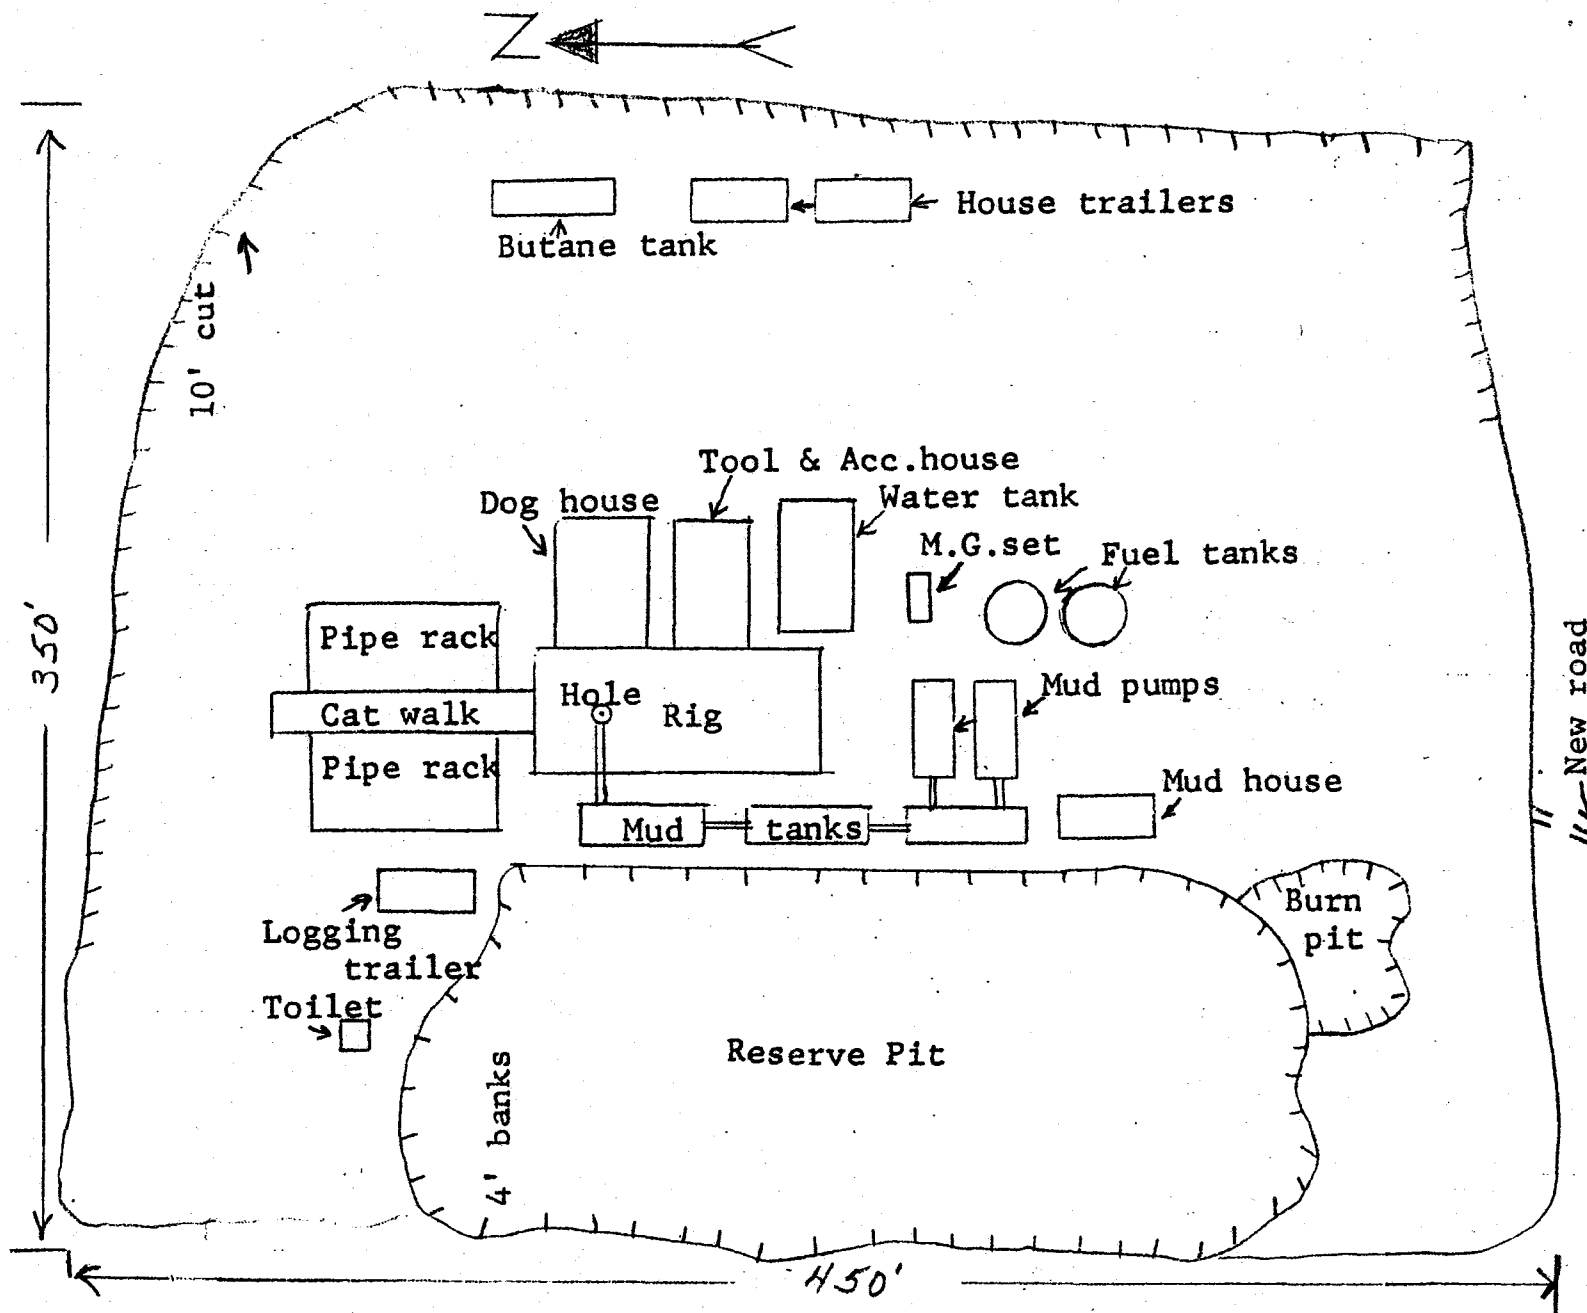 N
House trailers
Butane tank
10' cut
Tool & Acc.house
Dog house
Water tank
M.G.set
Fuel tanks
350'
Pipe rack
Hole
Mud pumps
Cat walk
Rig
New road
Pipe rack
Mud house
Mud tanks
Burn
pit
Logging
trailer
Toilet
Reserve Pit
4' banks
450'